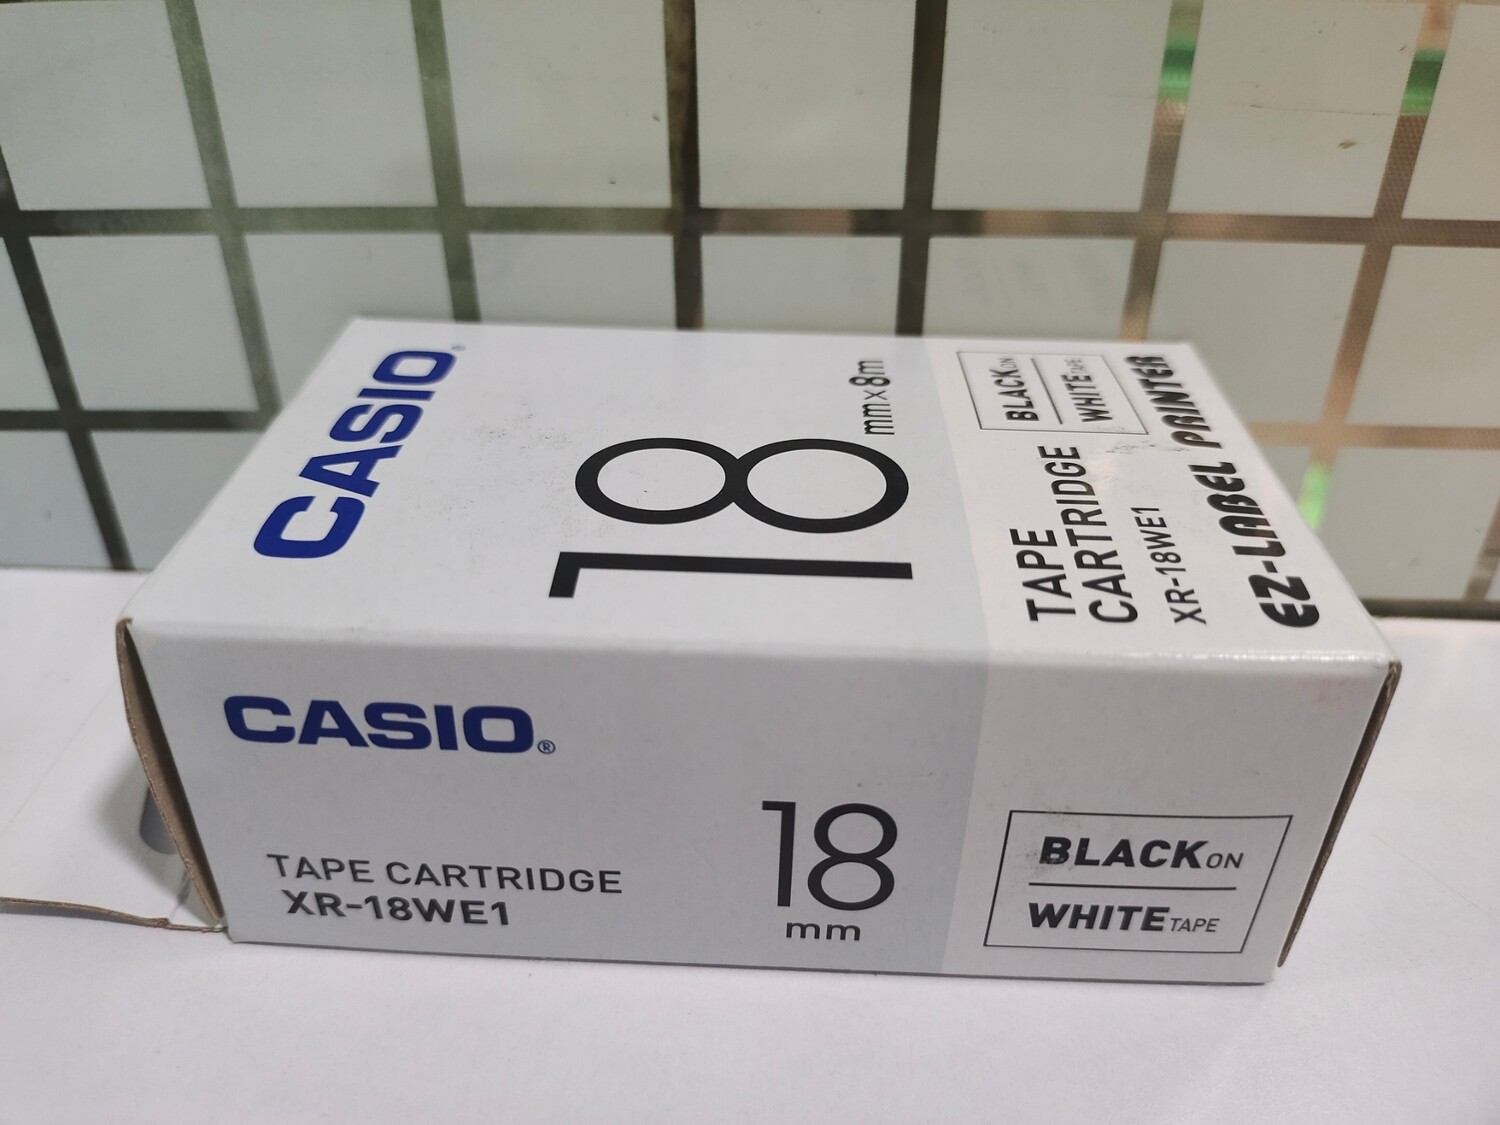 CASIO®
18
mm×8m
BLACK ON
WHITE TAPE
TAPE
CARTRIDGE
XR-18WE1
EZ-LABEL PRINTER
CASIO®
TAPE CARTRIDGE
XR-18WE1
18
mm
BLACK ON
WHITE TAPE